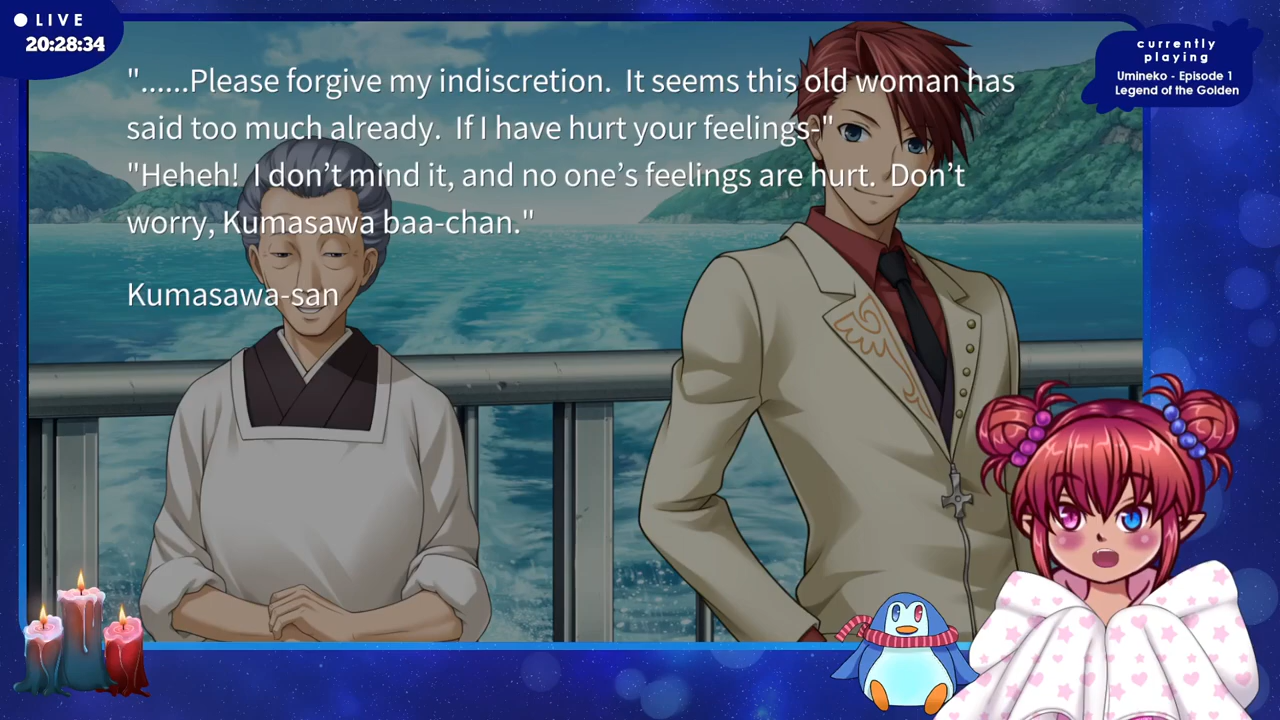 LIVE
20:28:34
currently
playing
Umineko - Episode 1
Legend of the Golden
"......Please forgive my indiscretion.  It seems this old woman has
said too much already.  If I have hurt your feelings-"
"Heheh!  I don’t mind it, and no one’s feelings are hurt.  Don’t
worry, Kumasawa baa-chan."
Kumasawa-san